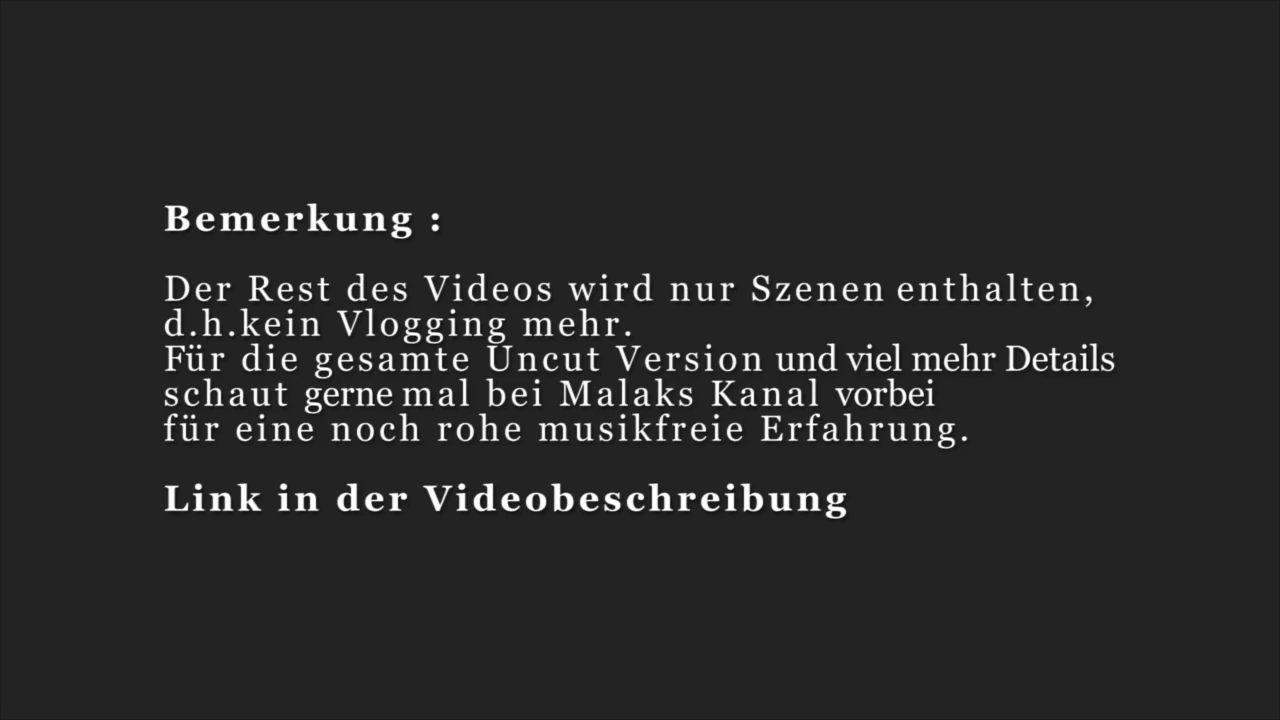 Bemerkung :
Der Rest des Videos wird nur Szenen enthalten,
d.h.kein Vlogging mehr.
Für die gesamte Uncut Version und viel mehr Details
schaut gerne mal bei Malaks Kanal vorbei
für eine noch rohe musikfreie Erfahrung.
Link in der Videobeschreibung